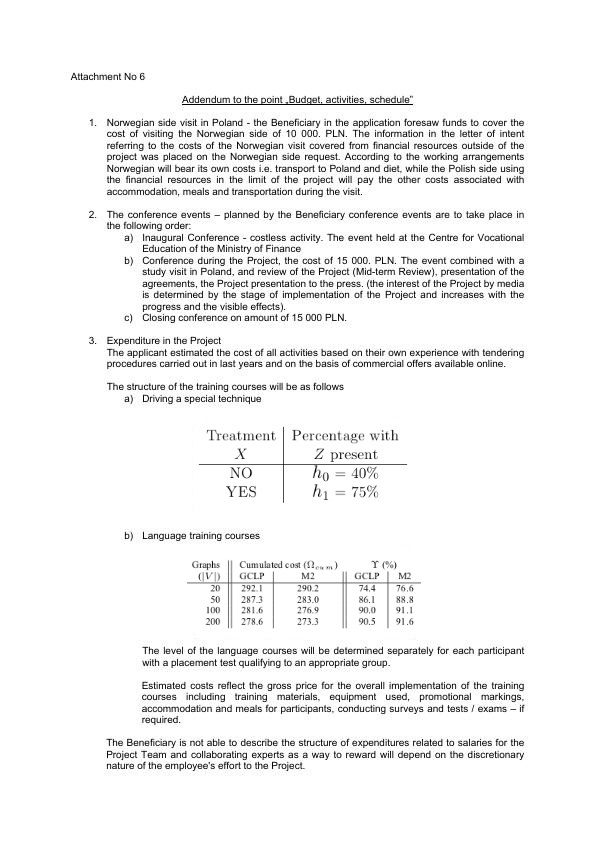 Attachment No 6
Addendum to the point „Budget, activities, schedule”
1. Norwegian side visit in Poland - the Beneficiary in the application foresaw funds to cover the
cost of visiting the Norwegian side of 10 000. PLN. The information in the letter of intent
referring to the costs of the Norwegian visit covered from financial resources outside of the
project was placed on the Norwegian side request. According to the working arrangements
Norwegian will bear its own costs i.e. transport to Poland and diet, while the Polish side using
the financial resources in the limit of the project will pay the other costs associated with
accommodation, meals and transportation during the visit.
2. The conference events – planned by the Beneficiary conference events are to take place in
the following order:
a) Inaugural Conference - costless activity. The event held at the Centre for Vocational
Education of the Ministry of Finance
b) Conference during the Project, the cost of 15 000. PLN. The event combined with a
study visit in Poland, and review of the Project (Mid-term Review), presentation of the
agreements, the Project presentation to the press. (the interest of the Project by media
is determined by the stage of implementation of the Project and increases with the
progress and the visible effects).
c) Closing conference on amount of 15 000 PLN.
3. Expenditure in the Project
The applicant estimated the cost of all activities based on their own experience with tendering
procedures carried out in last years and on the basis of commercial offers available online.
The structure of the training courses will be as follows
a) Driving a special technique
Treatment Percentage with
X Z present
NO h₀ = 40%
YES h₁ = 75%
b) Language training courses
Graphs Cumulated cost (Ω_cum) ϒ (%)
(|V|) GCLP M2 GCLP M2
20 292.1 290.2 74.4 76.6
50 287.3 283.0 86.1 88.8
100 281.6 276.9 90.0 91.1
200 278.6 273.3 90.5 91.6
The level of the language courses will be determined separately for each participant
with a placement test qualifying to an appropriate group.
Estimated costs reflect the gross price for the overall implementation of the training
courses including training materials, equipment used, promotional markings,
accommodation and meals for participants, conducting surveys and tests / exams – if
required.
The Beneficiary is not able to describe the structure of expenditures related to salaries for the
Project Team and collaborating experts as a way to reward will depend on the discretionary
nature of the employee's effort to the Project.